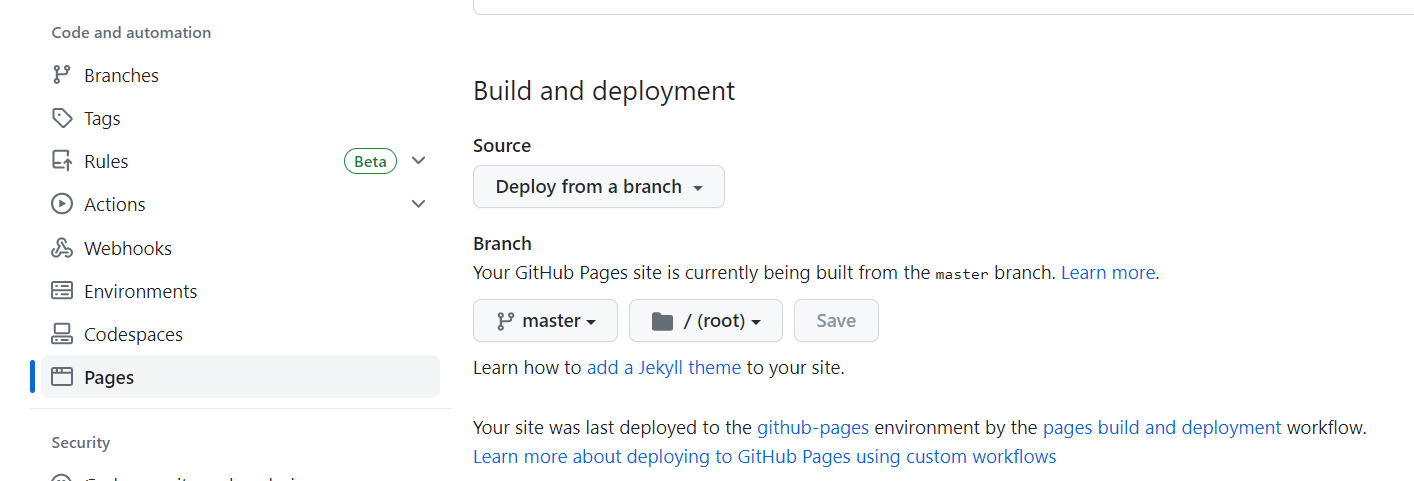 Code and automation
Branches
Tags
Rules Beta
Actions
Webhooks
Environments
Codespaces
Pages
Security
Build and deployment
Source
Deploy from a branch
Branch
Your GitHub Pages site is currently being built from the master branch. Learn more.
master / (root) Save
Learn how to add a Jekyll theme to your site.
Your site was last deployed to the github-pages environment by the pages build and deployment workflow.
Learn more about deploying to GitHub Pages using custom workflows